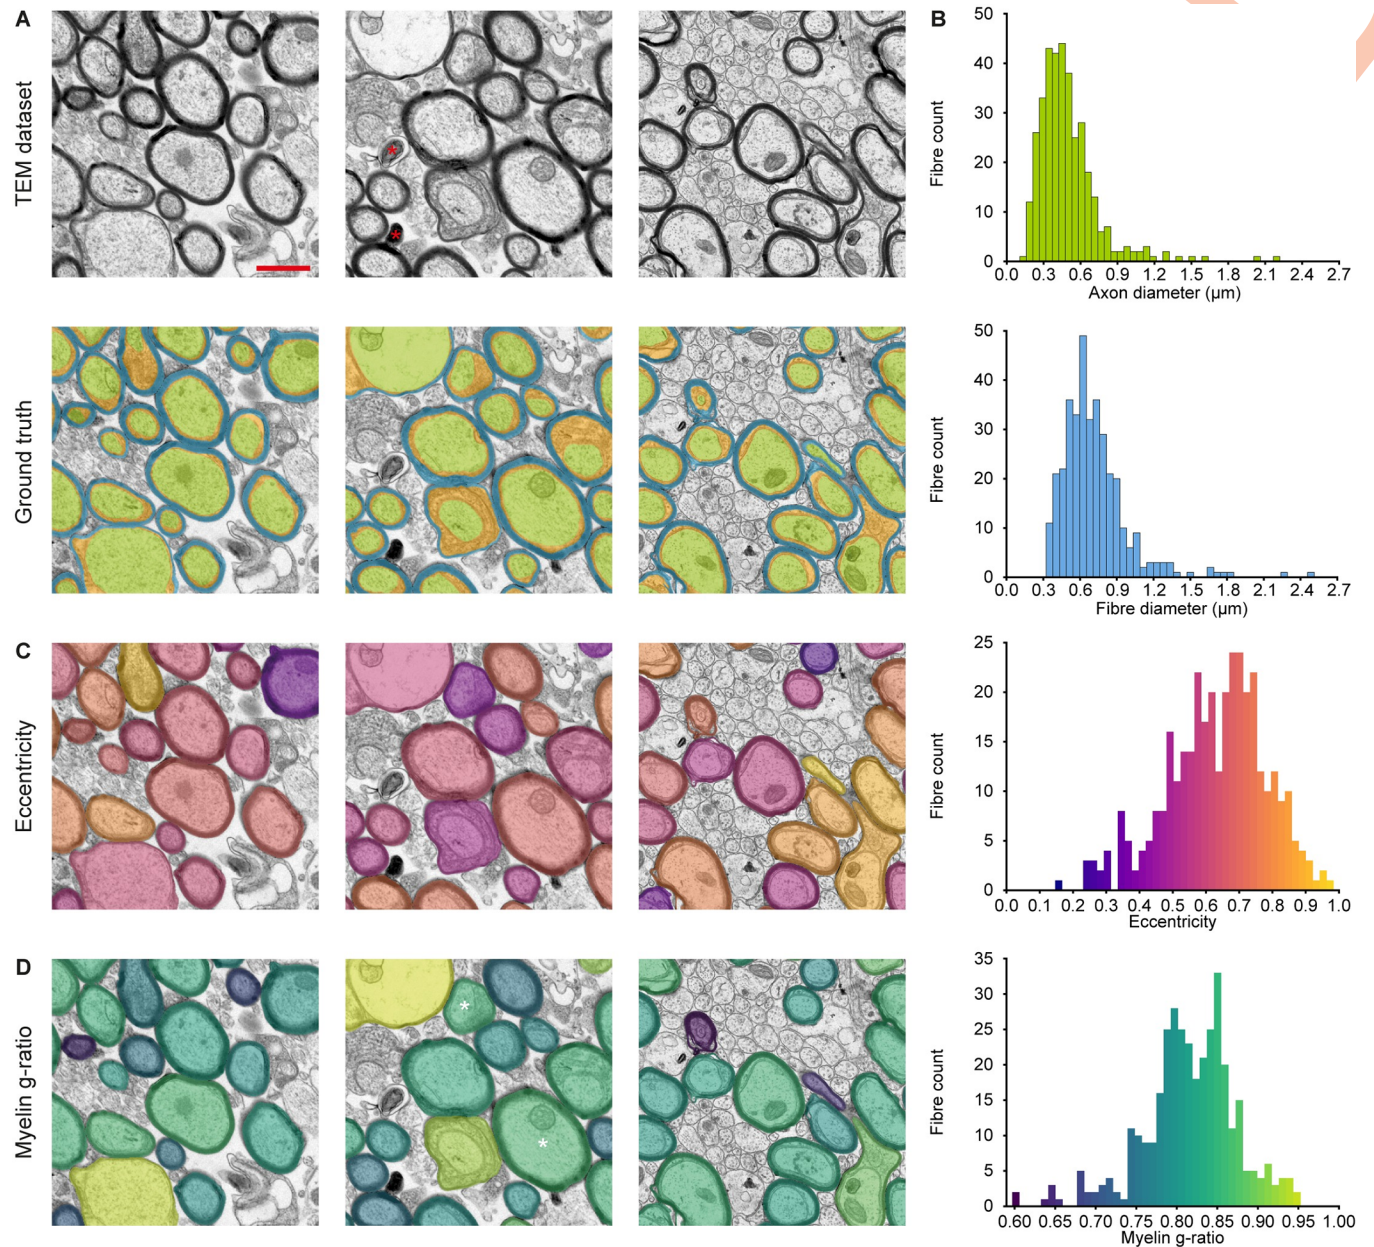 A
B
TEM dataset
Fibre count
50
40
30
20
10
0
0.3 0.6 0.9 1.2 1.5 1.8 2.1 2.4 2.7
Axon diameter (µm)
Ground truth
Fibre count
50
40
30
20
10
0
0.0 0.3 0.6 0.9 1.2 1.5 1.8 2.1 2.4 2.7
Fibre diameter (µm)
C
Eccentricity
Fibre count
25
20
15
10
5
0
0.0 0.1 0.2 0.3 0.4 0.5 0.6 0.7 0.8 0.9 1.0
Eccentricity
D
* *
Myelin g-ratio
Fibre count
35
30
25
20
15
10
5
0
0.60 0.65 0.70 0.75 0.80 0.85 0.90 0.95 1.00
Myelin g-ratio